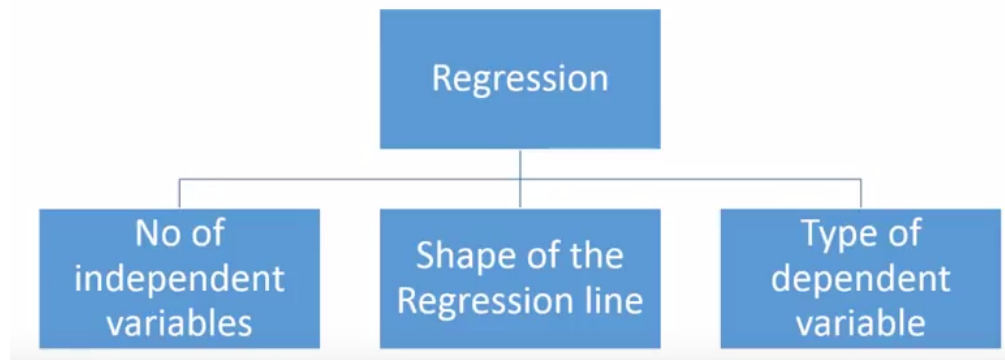 Regression
No of
independent
variables
Shape of the
Regression line
Type of
dependent
variable